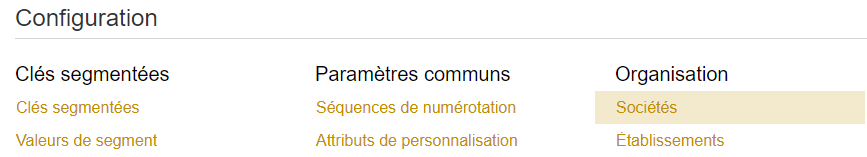 Configuration
Clés segmentées
Clés segmentées
Valeurs de segment
Paramètres communs
Séquences de numérotation
Attributs de personnalisation
Organisation
Sociétés
Établissements